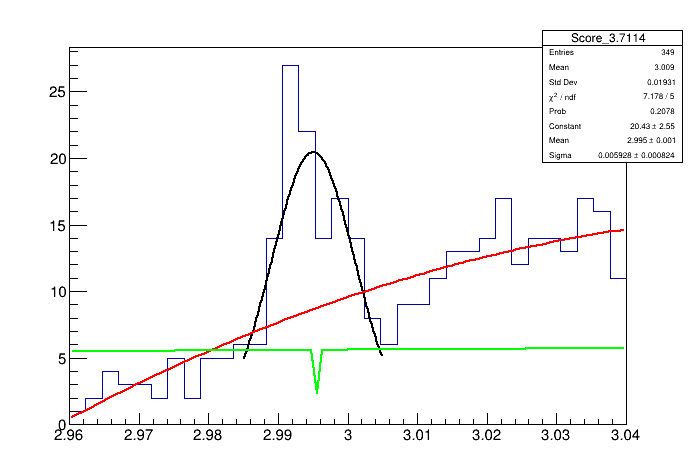 Score_3.7114
Entries 349
Mean 3.009
Std Dev 0.01931
χ² / ndf 7.178 / 5
Prob 0.2078
Constant 20.43 ± 2.55
Mean 2.995 ± 0.001
Sigma 0.005928 ± 0.000824
25
20
15
10
5
0
2.96 2.97 2.98 2.99 3 3.01 3.02 3.03 3.04